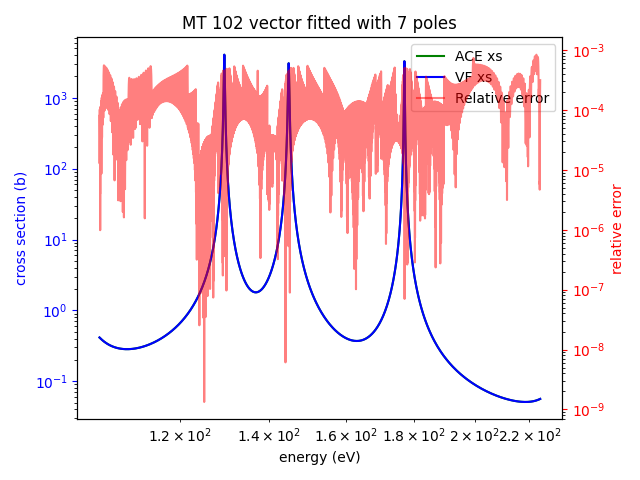 MT 102 vector fitted with 7 poles
ACE xs
VF xs
Relative error
cross section (b)
10^3
10^2
10^1
10^0
10^-1
relative error
10^-3
10^-4
10^-5
10^-6
10^-7
10^-8
10^-9
1.2 × 10^2 1.4 × 10^2 1.6 × 10^2 1.8 × 10^2 2 × 10^2 2.2 × 10^2
energy (eV)